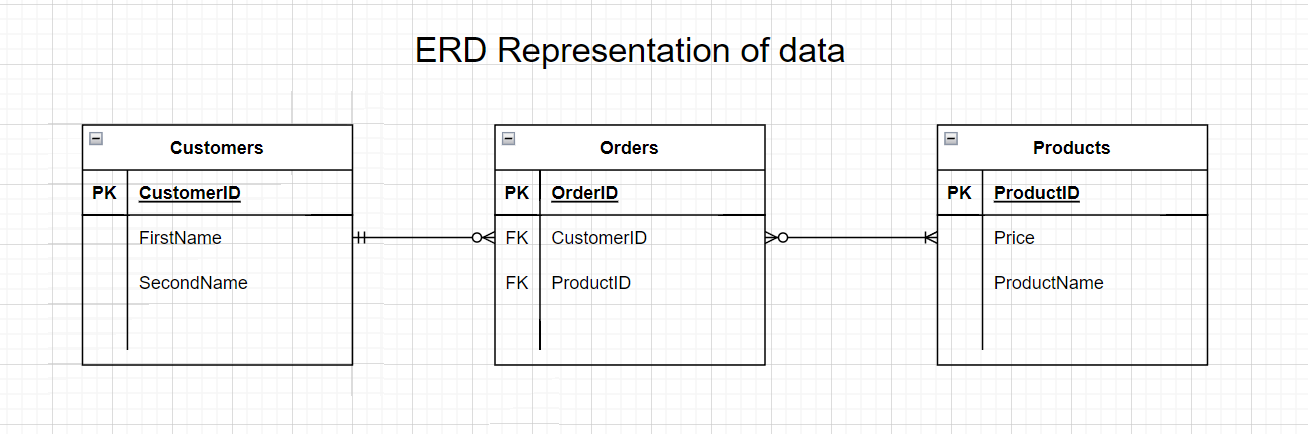 ERD Representation of data
Customers
PK CustomerID
FirstName
SecondName
Orders
PK OrderID
FK CustomerID
FK ProductID
Products
PK ProductID
Price
ProductName